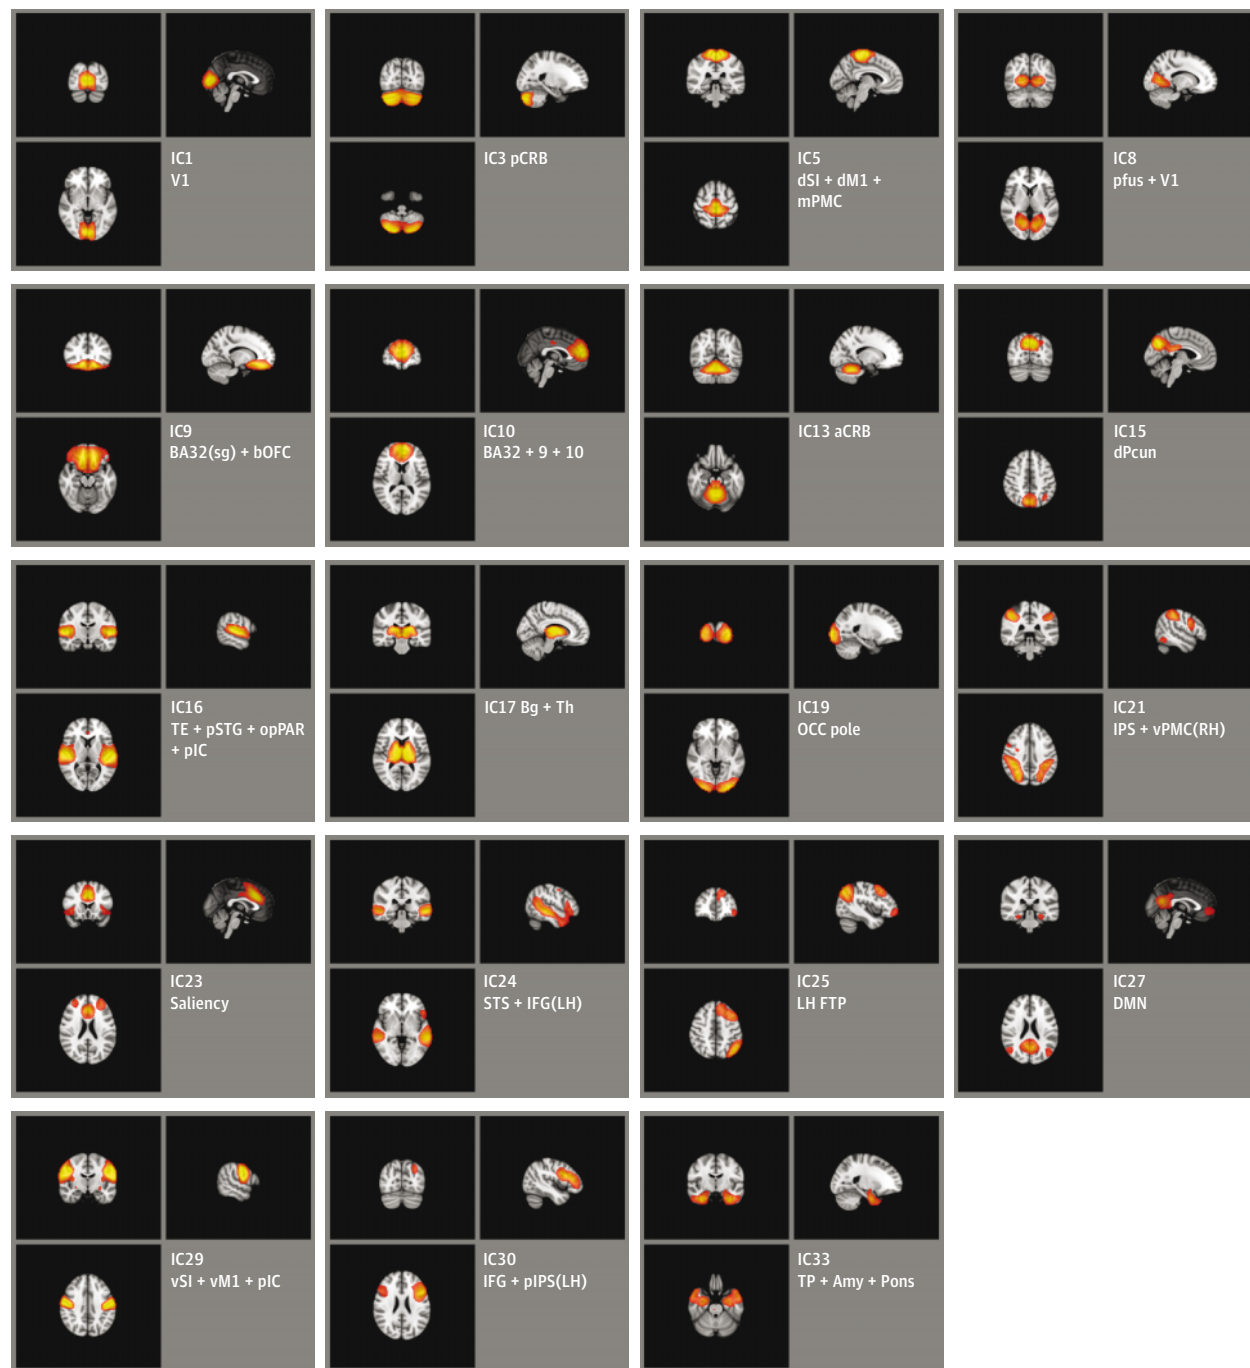 IC1
V1
IC3 pCRB
IC5
dSI + dM1 +
mPMC
IC8
pfus + V1
IC9
BA32(sg) + bOFC
IC10
BA32 + 9 + 10
IC13 aCRB
IC15
dPcun
IC16
TE + pSTG + opPAR
+ pIC
IC17 Bg + Th
IC19
OCC pole
IC21
IPS + vPMC(RH)
IC23
Saliency
IC24
STS + IFG(LH)
IC25
LH FTP
IC27
DMN
IC29
vSI + vM1 + pIC
IC30
IFG + pIPS(LH)
IC33
TP + Amy + Pons